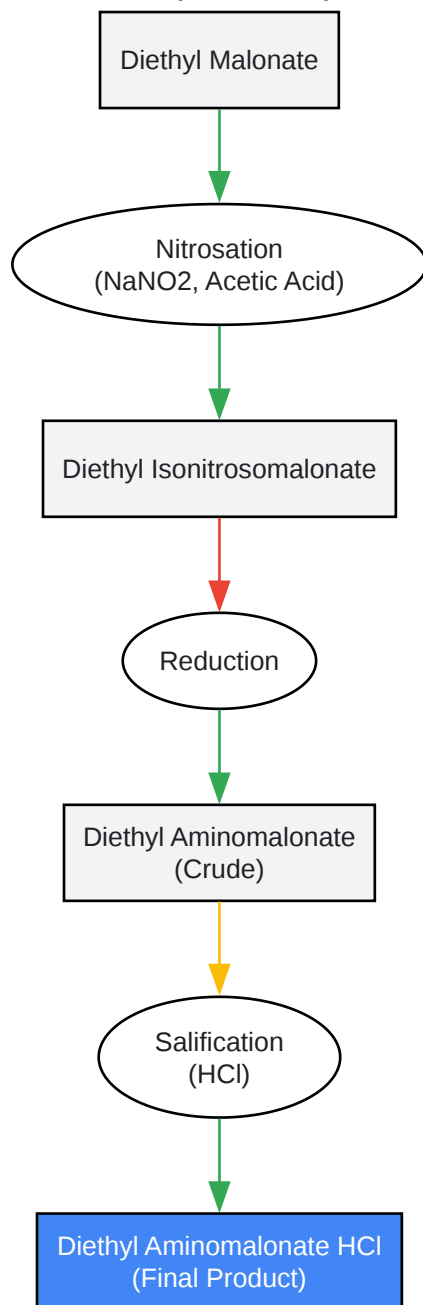 Diethyl Malonate
Nitrosation
(NaNO2, Acetic Acid)
Diethyl Isonitrosomalonate
Reduction
Diethyl Aminomalonate
(Crude)
Salification
(HCl)
Diethyl Aminomalonate HCl
(Final Product)